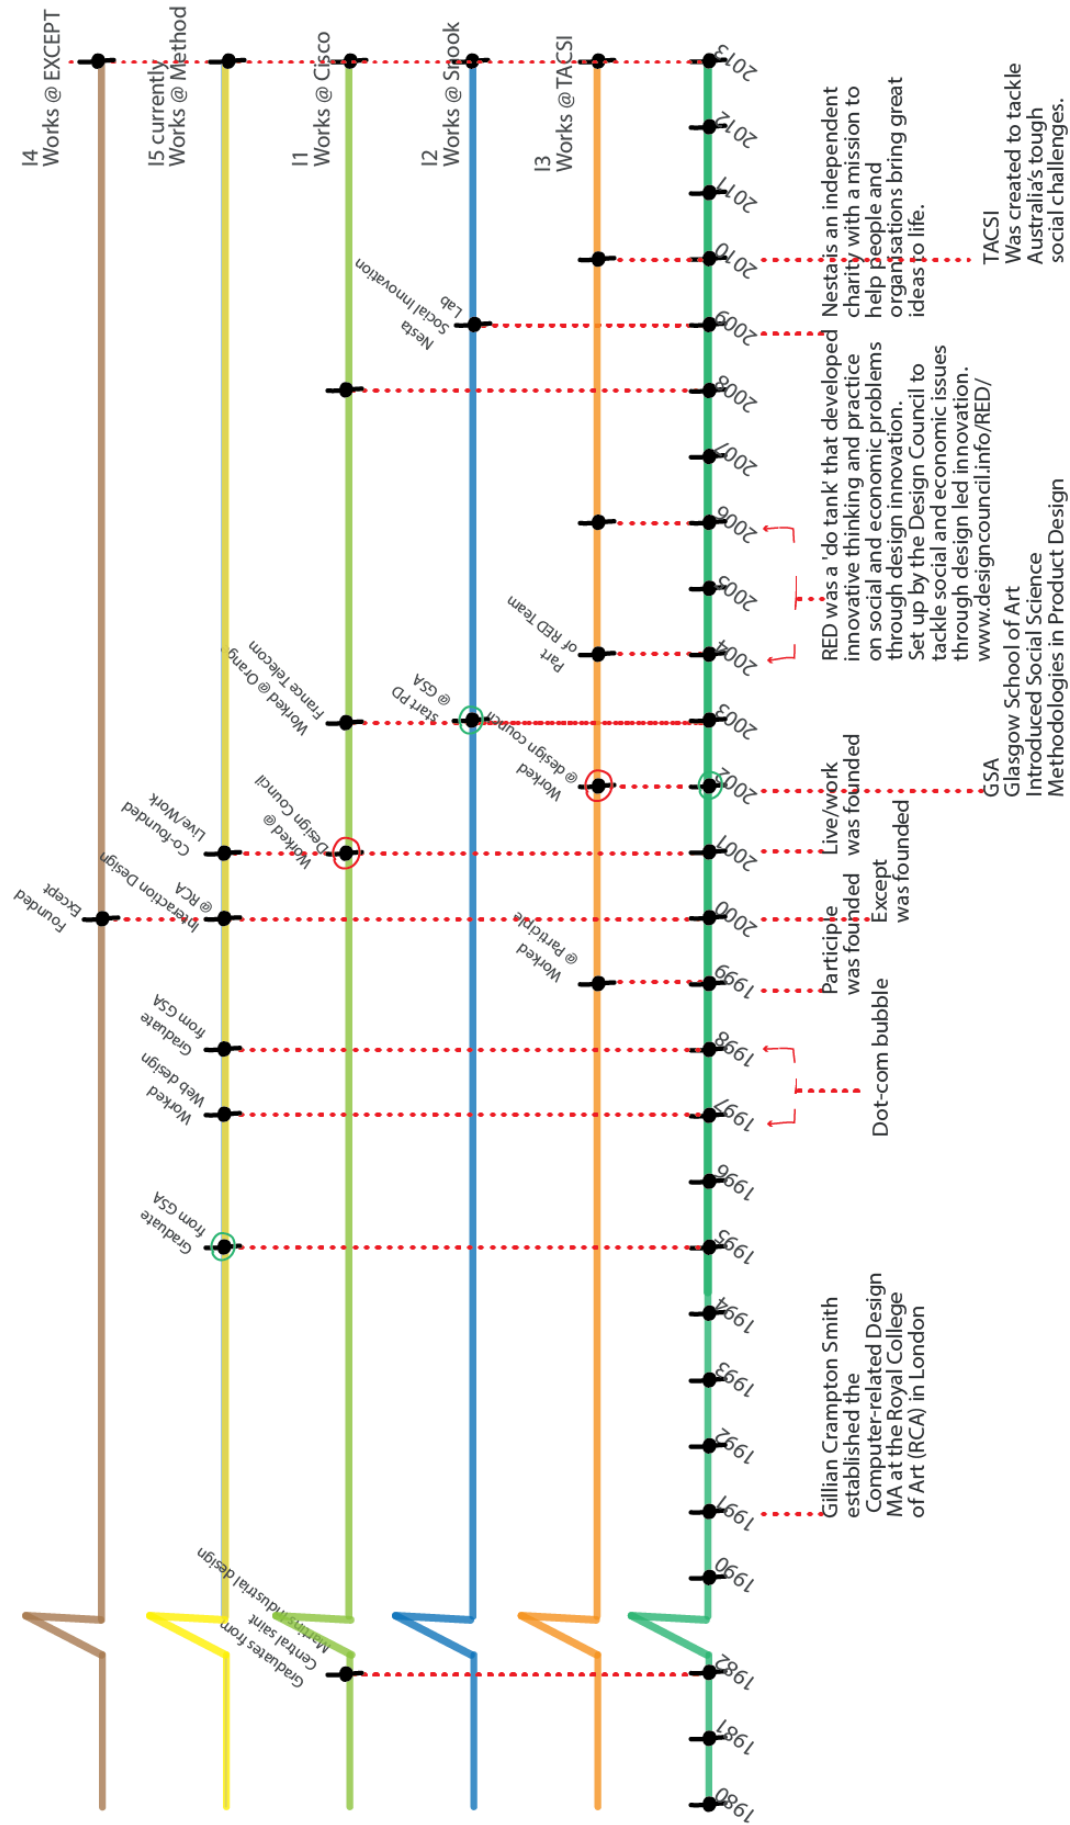 I4
Works @ EXCEPT
I5 currently
Works @ Method
I1
Works @ Cisco
I2
Works @ Snook
I3
Works @ TACSI
Founded
Except
Co-founded
Live/Work
Interaction Design
@ RCA
Graduate
from GSA
Worked
Web design
Graduate
from GSA
Worked @ Orang
France Telecom
Worked @
Design Council
Graduates from
Central saint
Martins industrial design
Nesta
Social Innovation
Lab
start PD
@ GSA
Part
of RED Team
Worked
@ design council
Worked
@ Participle
1980
1981
1982
1990
1991
1992
1993
1994
1995
1996
1997
1998
1999
2000
2001
2002
2003
2004
2005
2006
2007
2008
2009
2010
2011
2012
2013
Gillian Crampton Smith
established the
Computer-related Design
MA at the Royal College
of Art (RCA) in London
Dot-com bubble
Participle
was founded
Except
was founded
Live/work
was founded
GSA
Glasgow School of Art
Introduced Social Science
Methodologies in Product Design
RED was a 'do tank' that developed
innovative thinking and practice
on social and economic problems
through design innovation.
Set up by the Design Council to
tackle social and economic issues
through design led innovation.
www.designcouncil.info/RED/
Nesta is an independent
charity with a mission to
help people and
organisations bring great
ideas to life.
TACSI
Was created to tackle
Australia's tough
social challenges.